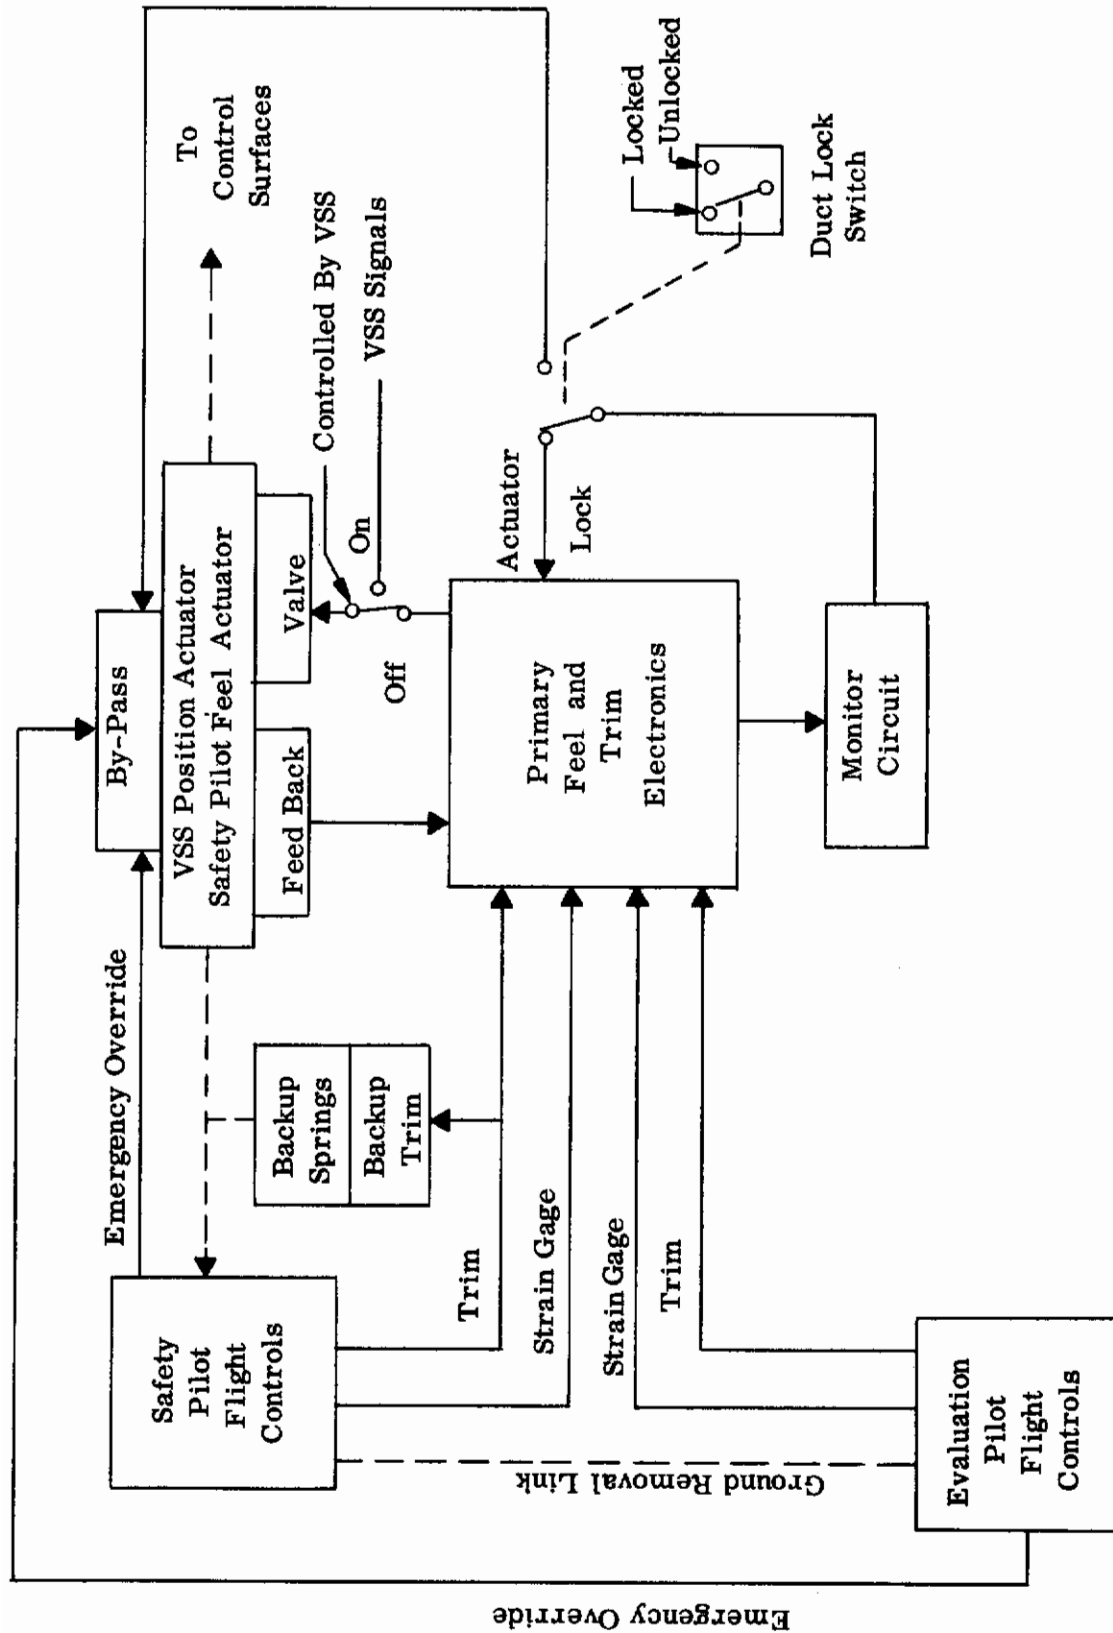 Emergency Override
By-Pass
VSS Position Actuator
Safety Pilot Feel Actuator
To
Control
Surfaces
Safety
Pilot
Flight
Controls
Feed Back
Valve
Backup
Springs
Backup
Trim
Controlled By VSS
On
VSS Signals
Off
Trim
Strain Gage
Strain Gage
Trim
Primary
Feel and
Trim
Electronics
Actuator
Lock
Locked
Unlocked
Duct Lock
Switch
Ground Removal Link
Monitor
Circuit
Evaluation
Pilot
Flight
Controls
Emergency Override